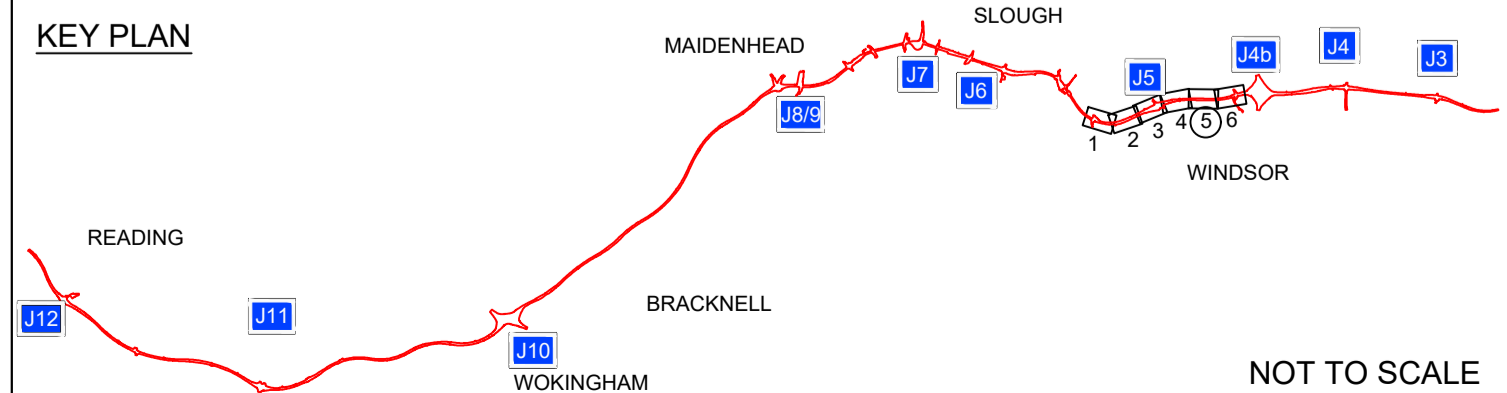 KEY PLAN
SLOUGH
MAIDENHEAD
J7
J6
J5
J4b
J4
J3
J8/9
1
2
3
4
5
6
WINDSOR
READING
BRACKNELL
J12
J11
J10
WOKINGHAM
NOT TO SCALE